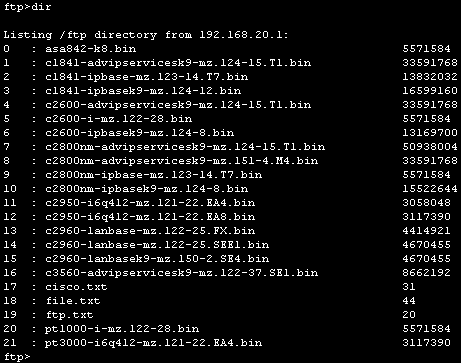 ftp>dir
Listing /ftp directory from 192.168.20.1:
0 : asa842-k8.bin 5571584
1 : c1841-advipservicesk9-mz.124-15.T1.bin 33591768
2 : c1841-ipbase-mz.123-14.T7.bin 13832032
3 : c1841-ipbasek9-mz.124-12.bin 16599160
4 : c2600-advipservicesk9-mz.124-15.T1.bin 33591768
5 : c2600-i-mz.122-28.bin 5571584
6 : c2600-ipbasek9-mz.124-8.bin 13169700
7 : c2800nm-advipservicesk9-mz.124-15.T1.bin 50938004
8 : c2800nm-advipservicesk9-mz.151-4.M4.bin 33591768
9 : c2800nm-ipbase-mz.123-14.T7.bin 5571584
10 : c2800nm-ipbasek9-mz.124-8.bin 15522644
11 : c2950-i6q4l2-mz.121-22.EA4.bin 3058048
12 : c2950-i6q4l2-mz.121-22.EA8.bin 3117390
13 : c2960-lanbase-mz.122-25.FX.bin 4414921
14 : c2960-lanbase-mz.122-25.SEE1.bin 4670455
15 : c2960-lanbasek9-mz.150-2.SE4.bin 4670455
16 : c3560-advipservicesk9-mz.122-37.SE1.bin 8662192
17 : cisco.txt 31
18 : file.txt 44
19 : ftp.txt 20
20 : pt1000-i-mz.122-28.bin 5571584
21 : pt3000-i6q4l2-mz.121-22.EA4.bin 3117390
ftp>